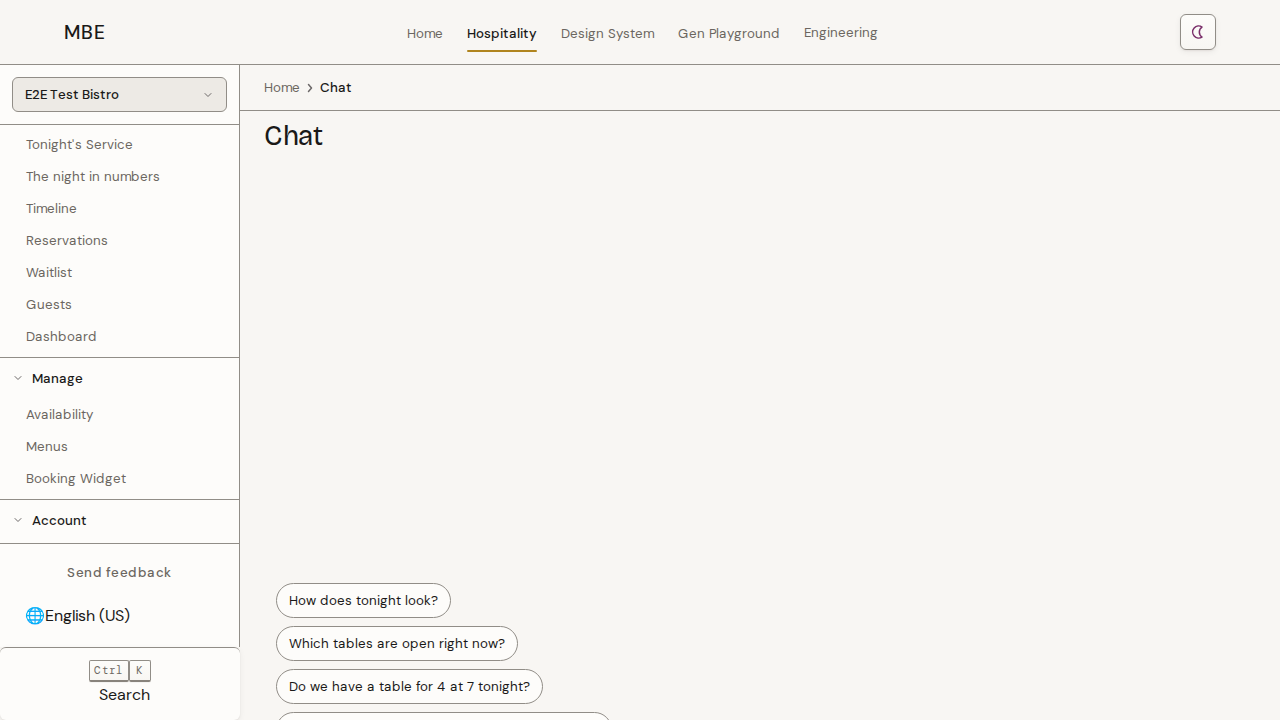 MBE
Home
Hospitality
Design System
Gen Playground
Engineering
E2E Test Bistro
Tonight's Service
The night in numbers
Timeline
Reservations
Waitlist
Guests
Dashboard
Manage
Availability
Menus
Booking Widget
Account
Send feedback
English (US)
Ctrl K
Search
Home > Chat
Chat
How does tonight look?
Which tables are open right now?
Do we have a table for 4 at 7 tonight?